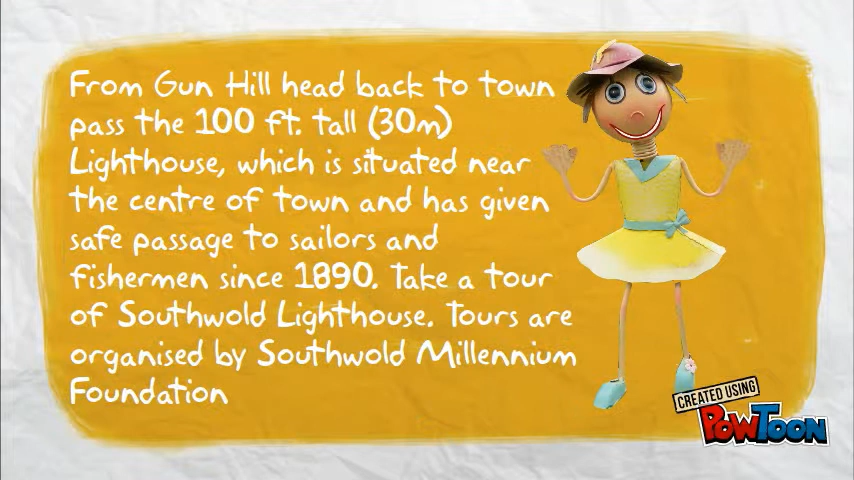 From Gun Hill head back to town
pass the 100 ft. tall (30m)
Lighthouse, which is situated near
the centre of town and has given
safe passage to sailors and
fishermen since 1890. Take a tour
of Southwold Lighthouse. Tours are
organised by Southwold Millennium
Foundation
CREATED USING
POWTOON